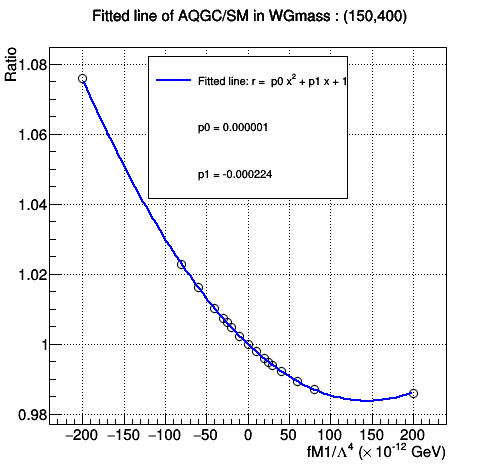 Fitted line of AQGC/SM in WGmass : (150,400)
Ratio
1.08
1.06
1.04
1.02
1
0.98
Fitted line: r = p0 x² + p1 x + 1
p0 = 0.000001
p1 = -0.000224
−200 −150 −100 −50 0 50 100 150 200
fM1/Λ⁴ (× 10⁻¹² GeV)